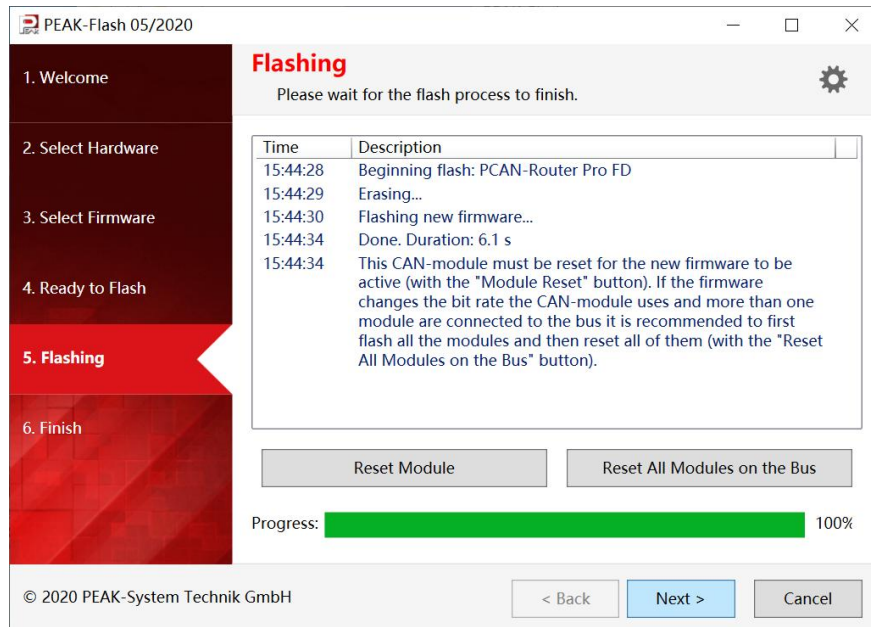 PEAK-Flash 05/2020
1. Welcome
2. Select Hardware
3. Select Firmware
4. Ready to Flash
5. Flashing
6. Finish
Flashing
Please wait for the flash process to finish.
Time Description
15:44:28 Beginning flash: PCAN-Router Pro FD
15:44:29 Erasing...
15:44:30 Flashing new firmware...
15:44:34 Done. Duration: 6.1 s
15:44:34 This CAN-module must be reset for the new firmware to be
active (with the "Module Reset" button). If the firmware
changes the bit rate the CAN-module uses and more than one
module are connected to the bus it is recommended to first
flash all the modules and then reset all of them (with the "Reset
All Modules on the Bus" button).
Reset Module Reset All Modules on the Bus
Progress: 100%
© 2020 PEAK-System Technik GmbH
< Back Next > Cancel